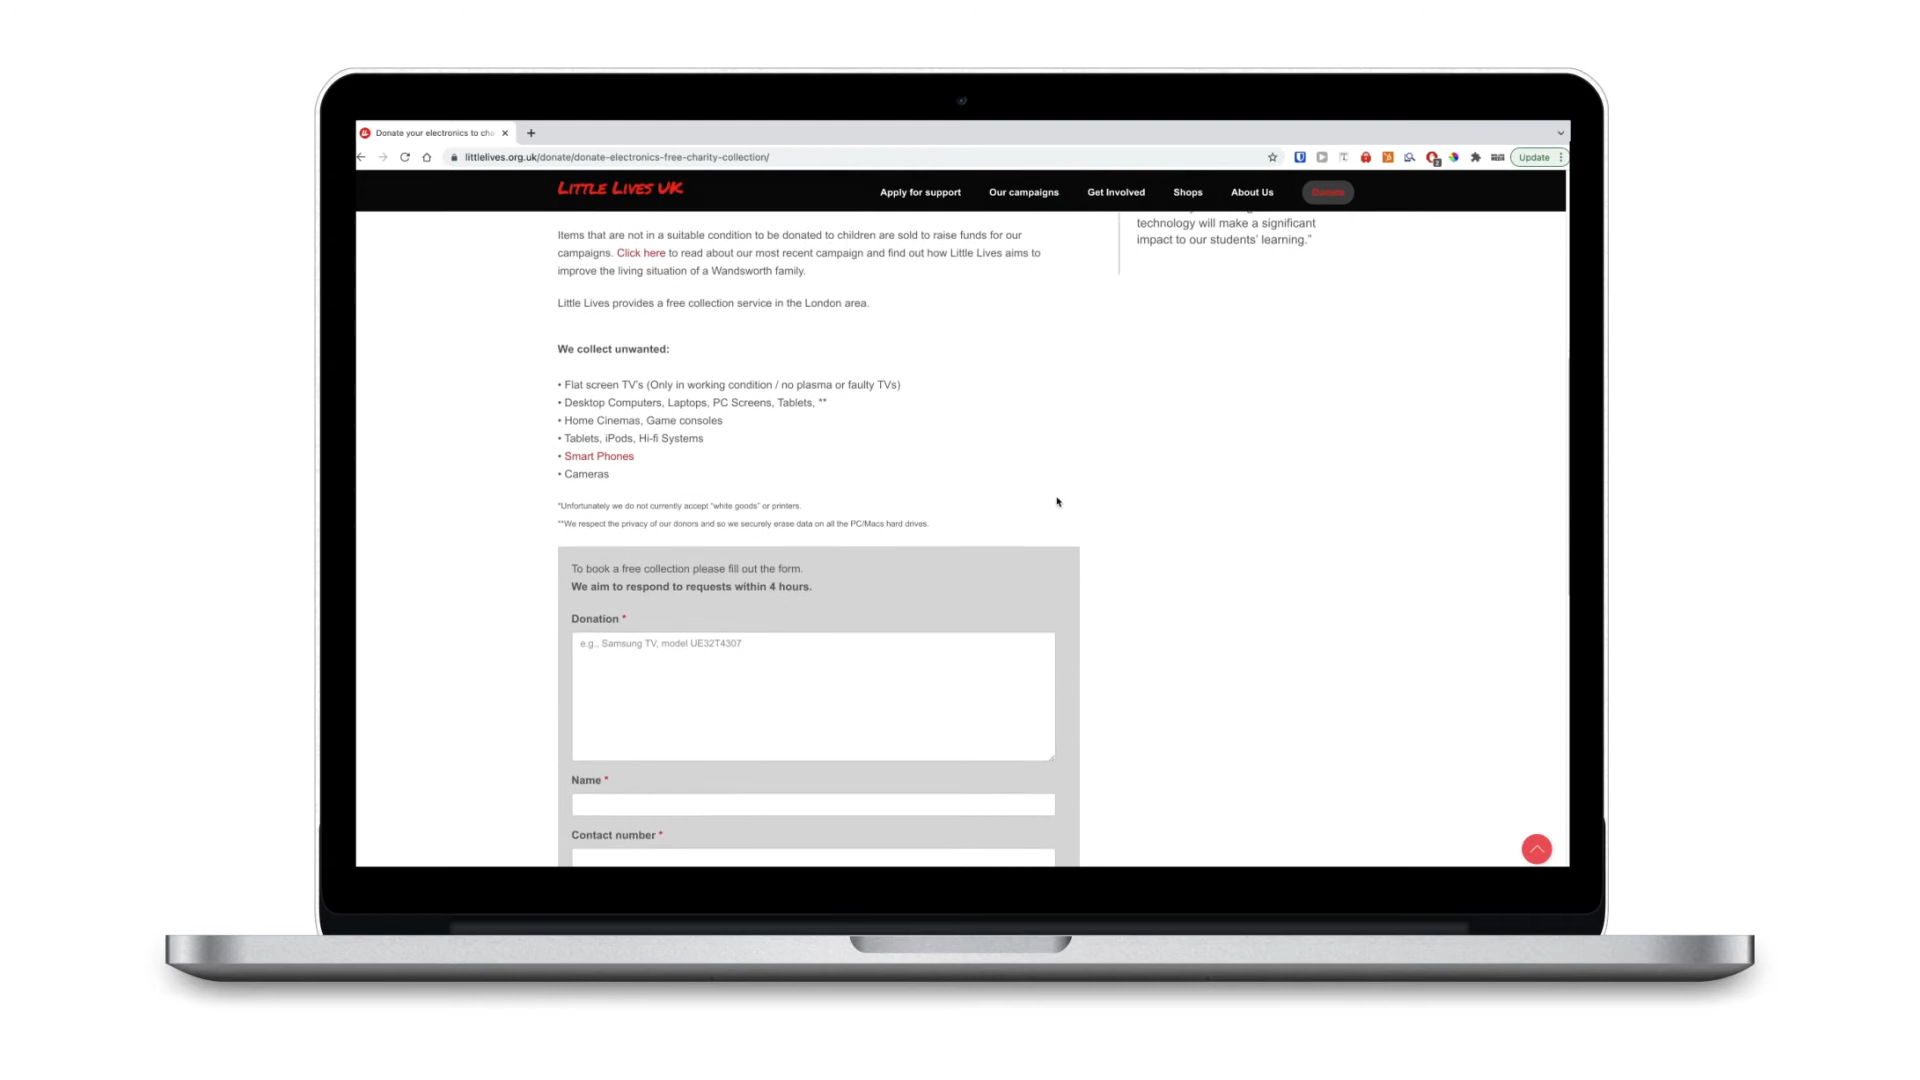 Donate your electronics to cha
littlelives.org.uk/donate/donate-electronics-free-charity-collection/
Update
LITTLE LIVES UK
Apply for support
Our campaigns
Get Involved
Shops
About Us
Donate
Items that are not in a suitable condition to be donated to children are sold to raise funds for our
campaigns. Click here to read about our most recent campaign and find out how Little Lives aims to
improve the living situation of a Wandsworth family.
Little Lives provides a free collection service in the London area.
technology will make a significant
impact to our students' learning.”
We collect unwanted:
• Flat screen TV's (Only in working condition / no plasma or faulty TVs)
• Desktop Computers, Laptops, PC Screens, Tablets, **
• Home Cinemas, Game consoles
• Tablets, iPods, Hi-fi Systems
• Smart Phones
• Cameras
*Unfortunately we do not currently accept “white goods” or printers.
**We respect the privacy of our donors and so we securely erase data on all the PC/Macs hard drives.
To book a free collection please fill out the form.
We aim to respond to requests within 4 hours.
Donation *
e.g., Samsung TV, model UE32T4307
Name *
Contact number *